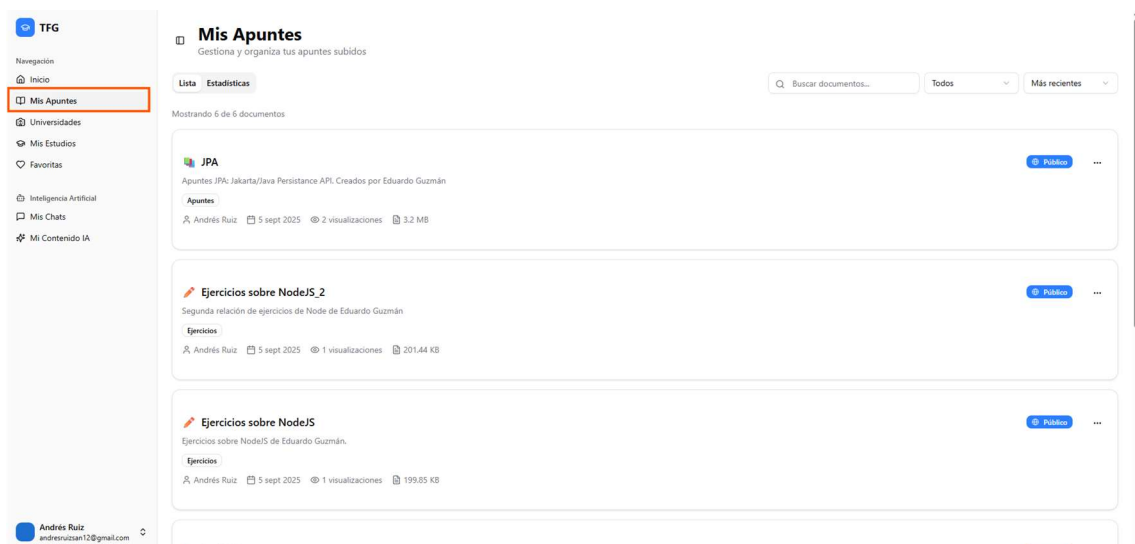 TFG
Navegación
Inicio
Mis Apuntes
Universidades
Mis Estudios
Favoritas
Inteligencia Artificial
Mis Chats
Mi Contenido IA
Andrés Ruiz
andresruizsan12@gmail.com
Mis Apuntes
Gestiona y organiza tus apuntes subidos
Lista Estadísticas
Buscar documentos... Todos Más recientes
Mostrando 6 de 6 documentos
JPA Público ...
Apuntes JPA: Jakarta/Java Persistance API. Creados por Eduardo Guzmán
Apuntes
Andrés Ruiz 5 sept 2025 2 visualizaciones 3.2 MB
Ejercicios sobre NodeJS_2 Público ...
Segunda relación de ejercicios de Node de Eduardo Guzmán
Ejercicios
Andrés Ruiz 5 sept 2025 1 visualizaciones 201.44 KB
Ejercicios sobre NodeJS Público ...
Ejercicios sobre NodeJS de Eduardo Guzmán.
Ejercicios
Andrés Ruiz 5 sept 2025 1 visualizaciones 199.85 KB